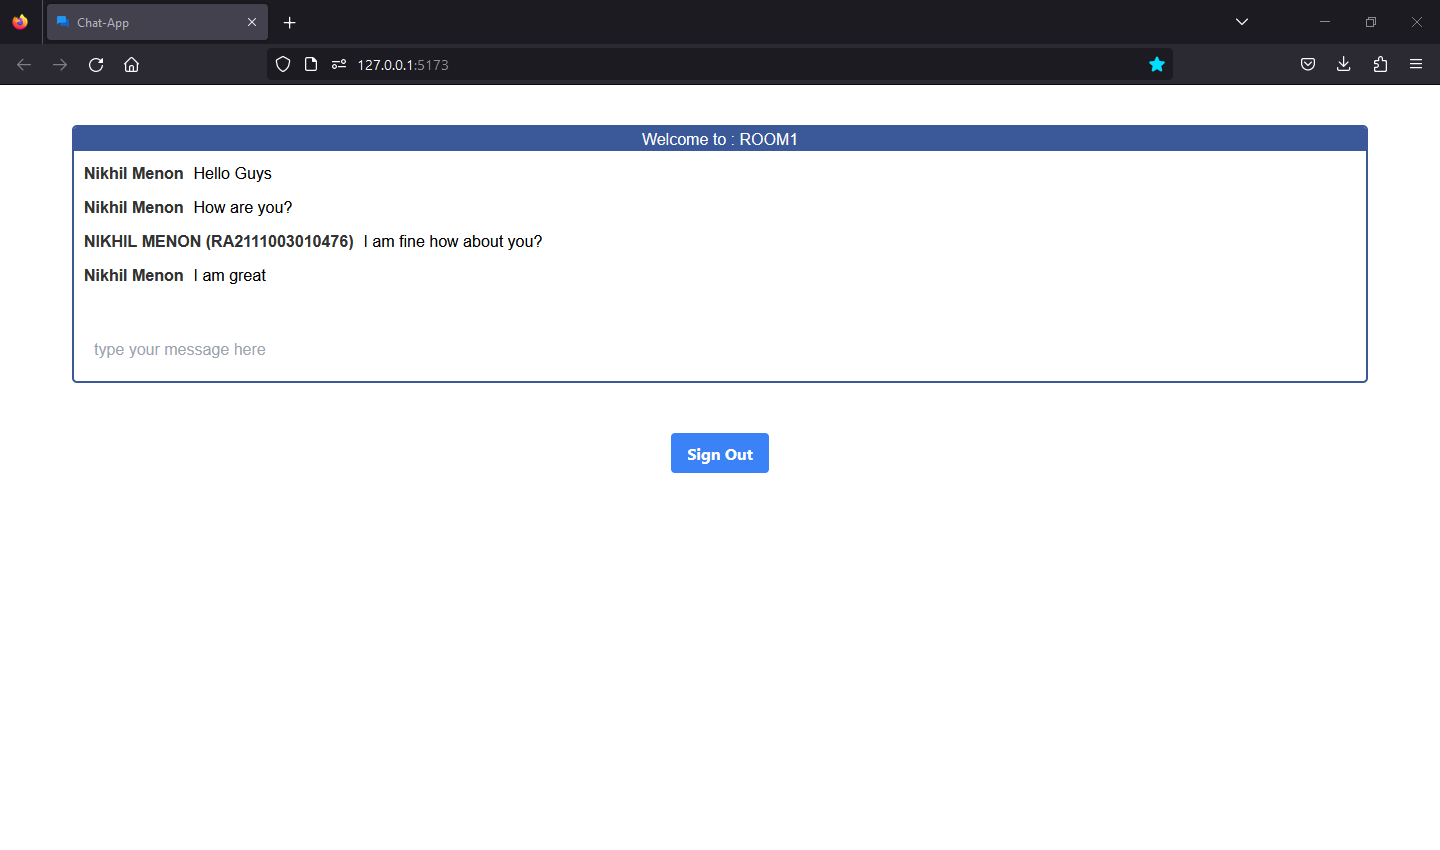 Chat-App
127.0.0.1:5173
Welcome to : ROOM1
Nikhil Menon Hello Guys
Nikhil Menon How are you?
NIKHIL MENON (RA2111003010476) I am fine how about you?
Nikhil Menon I am great
type your message here
Sign Out